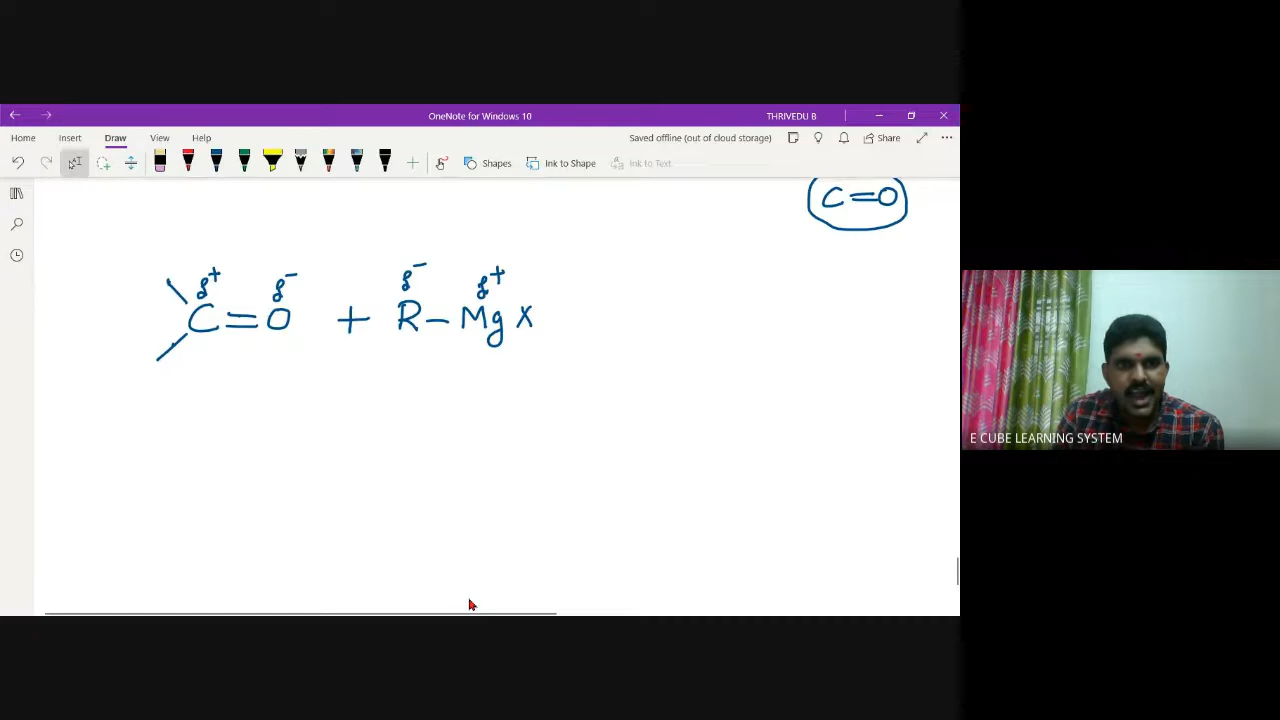 OneNote for Windows 10
THRIVEDU B
Home Insert Draw View Help
Saved offline (out of cloud storage)
Share
Shapes
Ink to Shape
Ink to Text
C=O
δ+ δ- δ- δ+
C=O + R-MgX
E CUBE LEARNING SYSTEM